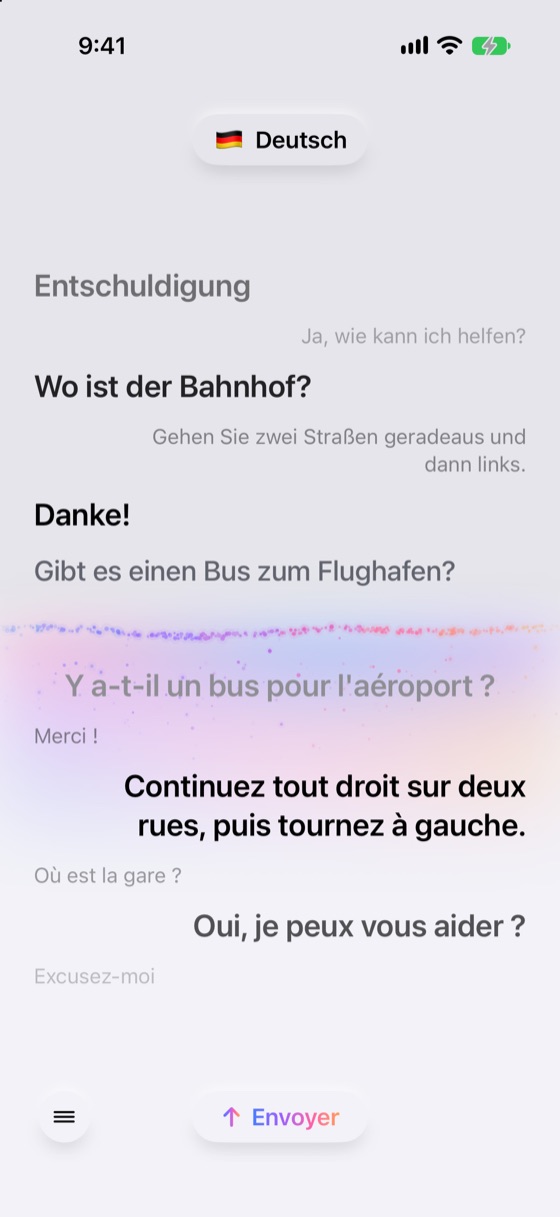 9:41
Deutsch
Entschuldigung
Ja, wie kann ich helfen?
Wo ist der Bahnhof?
Gehen Sie zwei Straßen geradeaus und
dann links.
Danke!
Gibt es einen Bus zum Flughafen?
Y a-t-il un bus pour l'aéroport ?
Merci !
Continuez tout droit sur deux
rues, puis tournez à gauche.
Où est la gare ?
Oui, je peux vous aider ?
Excusez-moi
Envoyer